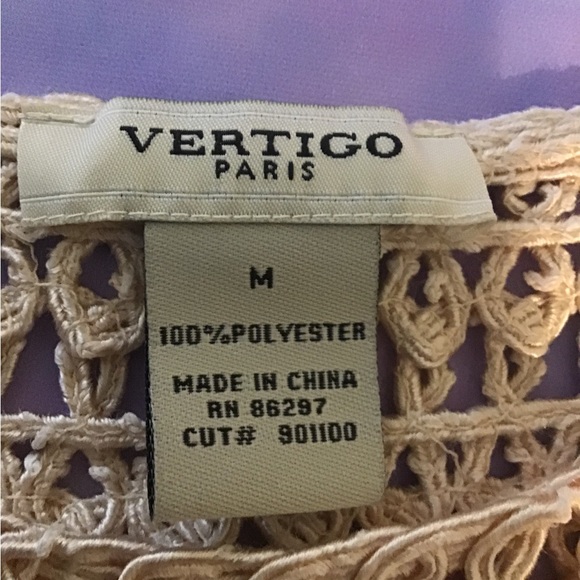 VERTIGO
PARIS
M
100%POLYESTER
MADE IN CHINA
RN 86297
CUT# 901100